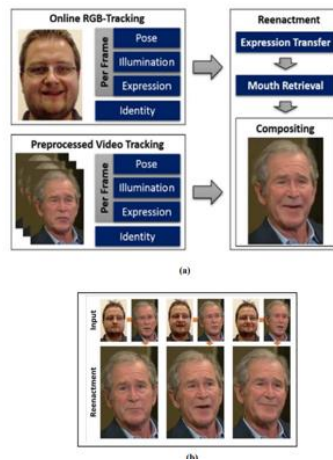 Online RGB-Tracking
Per Frame
Pose
Illumination
Expression
Identity
Preprocessed Video Tracking
Per Frame
Pose
Illumination
Expression
Identity
Reenactment
Expression Transfer
Mouth Retrieval
Compositing
(a)
Input
Reenactment
(b)